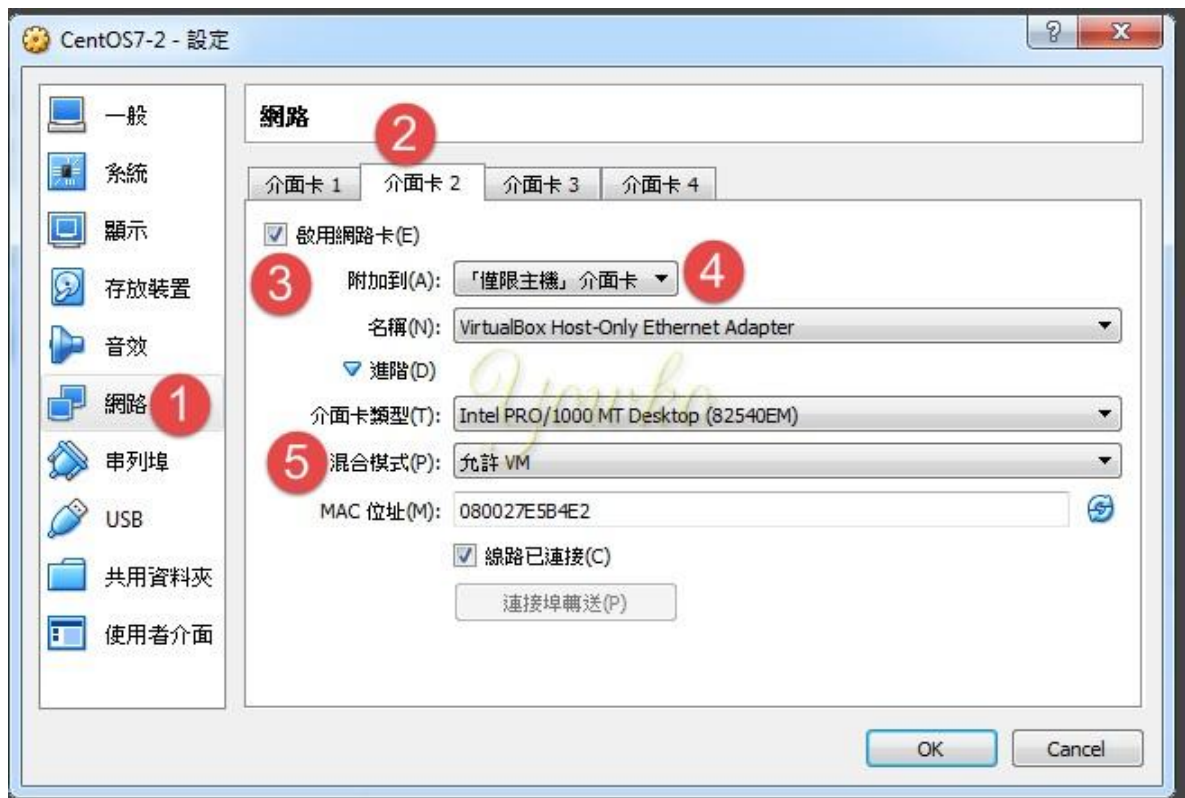 CentOS7-2 - 設定
一般
系統
顯示
存放裝置
音效
網路
1
串列埠
USB
共用資料夾
使用者介面
網路
2
介面卡 1
介面卡 2
介面卡 3
介面卡 4
啟用網路卡(E)
3
附加到(A):
「僅限主機」介面卡
4
名稱(N):
VirtualBox Host-Only Ethernet Adapter
進階(D)
Yowko
介面卡類型(T):
Intel PRO/1000 MT Desktop (82540EM)
5
混合模式(P):
允許 VM
MAC 位址(M):
080027E5B4E2
線路已連接(C)
連接埠轉送(P)
OK
Cancel